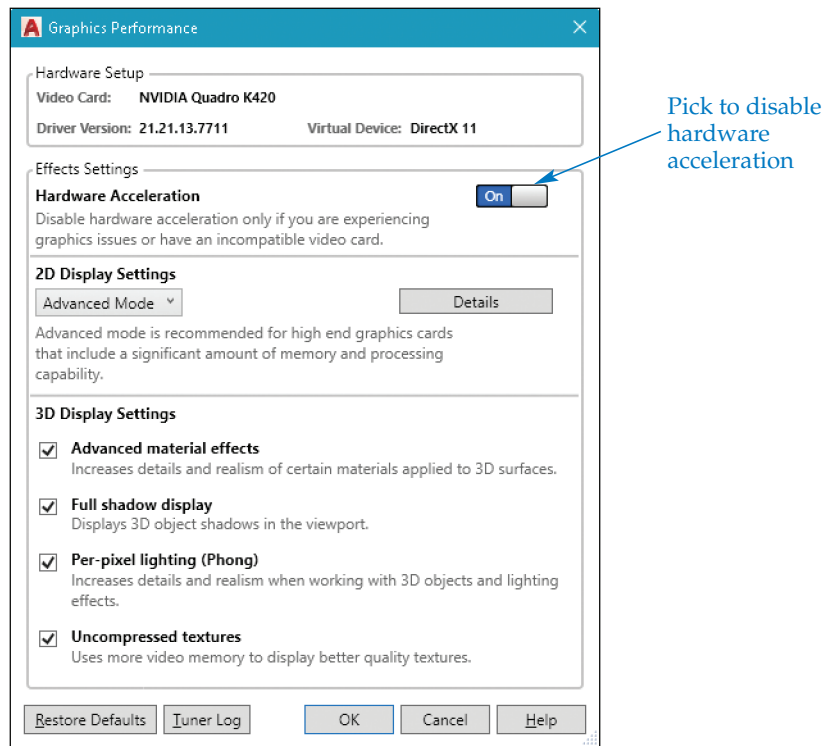 Graphics Performance
Hardware Setup
Video Card: NVIDIA Quadro K420
Driver Version: 21.21.13.7711 Virtual Device: DirectX 11
Pick to disable
hardware
acceleration
Effects Settings
Hardware Acceleration
On
Disable hardware acceleration only if you are experiencing
graphics issues or have an incompatible video card.
2D Display Settings
Advanced Mode
Details
Advanced mode is recommended for high end graphics cards
that include a significant amount of memory and processing
capability.
3D Display Settings
Advanced material effects
Increases details and realism of certain materials applied to 3D surfaces.
Full shadow display
Displays 3D object shadows in the viewport.
Per-pixel lighting (Phong)
Increases details and realism when working with 3D objects and lighting
effects.
Uncompressed textures
Uses more video memory to display better quality textures.
Restore Defaults Tuner Log OK Cancel Help